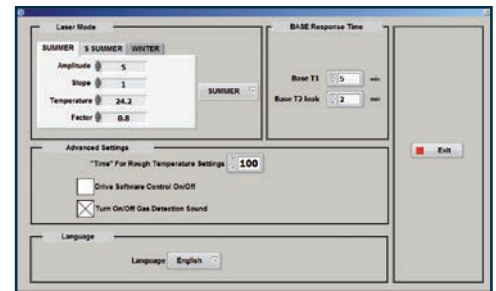 Laser Mode
SUMMER S SUMMER WINTER
Amplitude 5
Slope 1
Temperature 24.2
Factor 0.8
SUMMER
BASE Response Time
Base T1 5 min
Base T2 leak 2 min
Advanced Settings
"Time" For Rough Temperature Settings 100
Drive Software Control On/Off
Turn On/Off Gas Detection Sound
Exit
Language
Language English